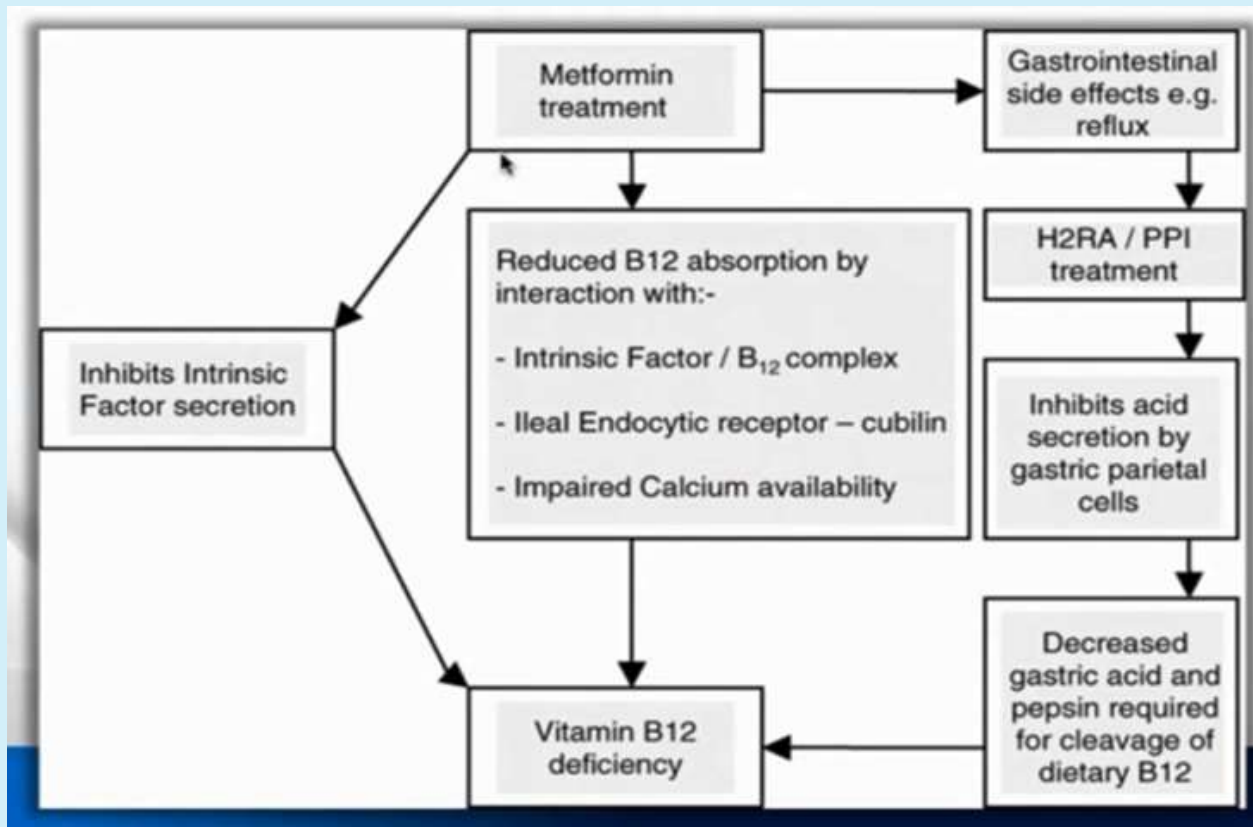 Metformin
treatment
Gastrointestinal
side effects e.g.
reflux
Reduced B12 absorption by
interaction with:-
- Intrinsic Factor / B₁₂ complex
- Ileal Endocytic receptor – cubilin
- Impaired Calcium availability
H2RA / PPI
treatment
Inhibits Intrinsic
Factor secretion
Inhibits acid
secretion by
gastric parietal
cells
Vitamin B12
deficiency
Decreased
gastric acid and
pepsin required
for cleavage of
dietary B12